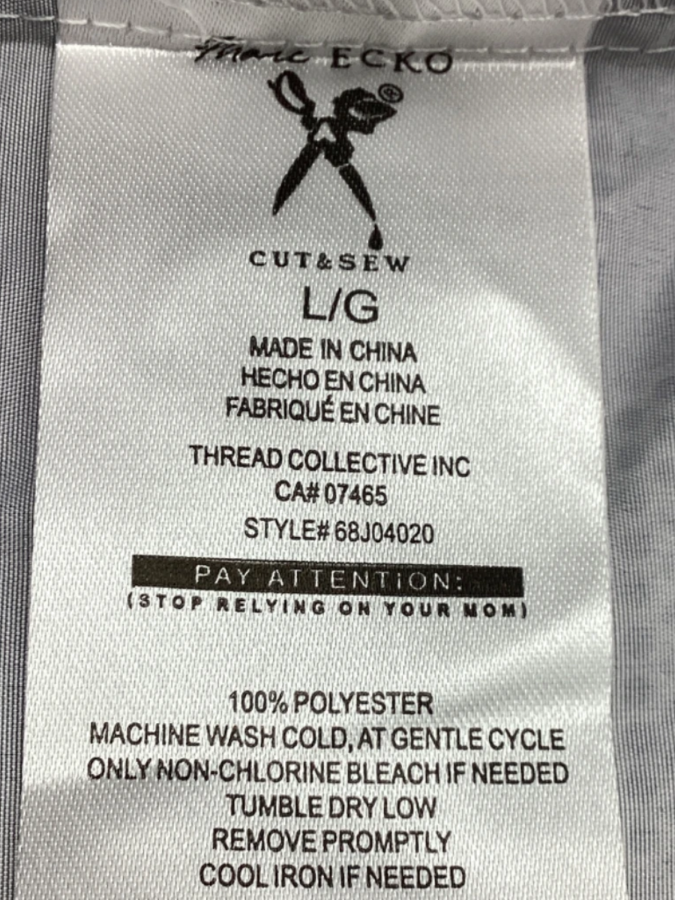 Marc ECKO
®
CUT&SEW
L/G
MADE IN CHINA
HECHO EN CHINA
FABRIQUÉ EN CHINE
THREAD COLLECTIVE INC
CA# 07465
STYLE# 68J04020
PAY ATTENTION:
(STOP RELYING ON YOUR MOM)
100% POLYESTER
MACHINE WASH COLD, AT GENTLE CYCLE
ONLY NON-CHLORINE BLEACH IF NEEDED
TUMBLE DRY LOW
REMOVE PROMPTLY
COOL IRON IF NEEDED